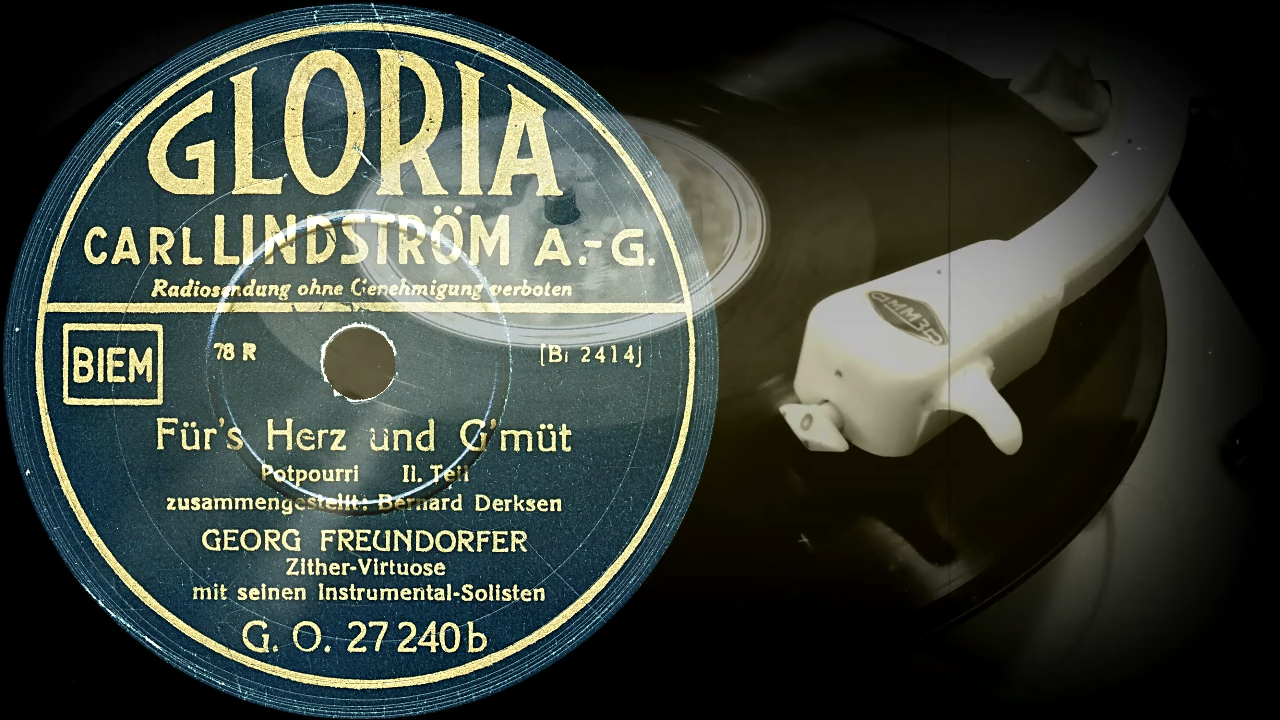 GLORIA
CARL LINDSTRÖM A.-G.
Radiosendung ohne Genehmigung verboten
BIEM
78 R [Bi 2414]
Für's Herz und G'müt
Potpourri II. Teil
zusammengestellt: Bernard Derksen
GEORG FREUNDORFER
Zither-Virtuose
mit seinen Instrumental-Solisten
G. O. 27 240 b